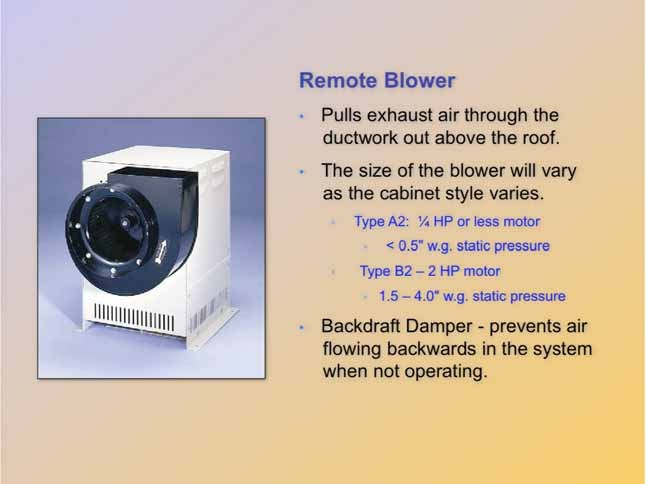 Remote Blower
Pulls exhaust air through the
ductwork out above the roof.
The size of the blower will vary
as the cabinet style varies.
Type A2: ¼ HP or less motor
< 0.5" w.g. static pressure
Type B2 – 2 HP motor
1.5 – 4.0" w.g. static pressure
Backdraft Damper - prevents air
flowing backwards in the system
when not operating.